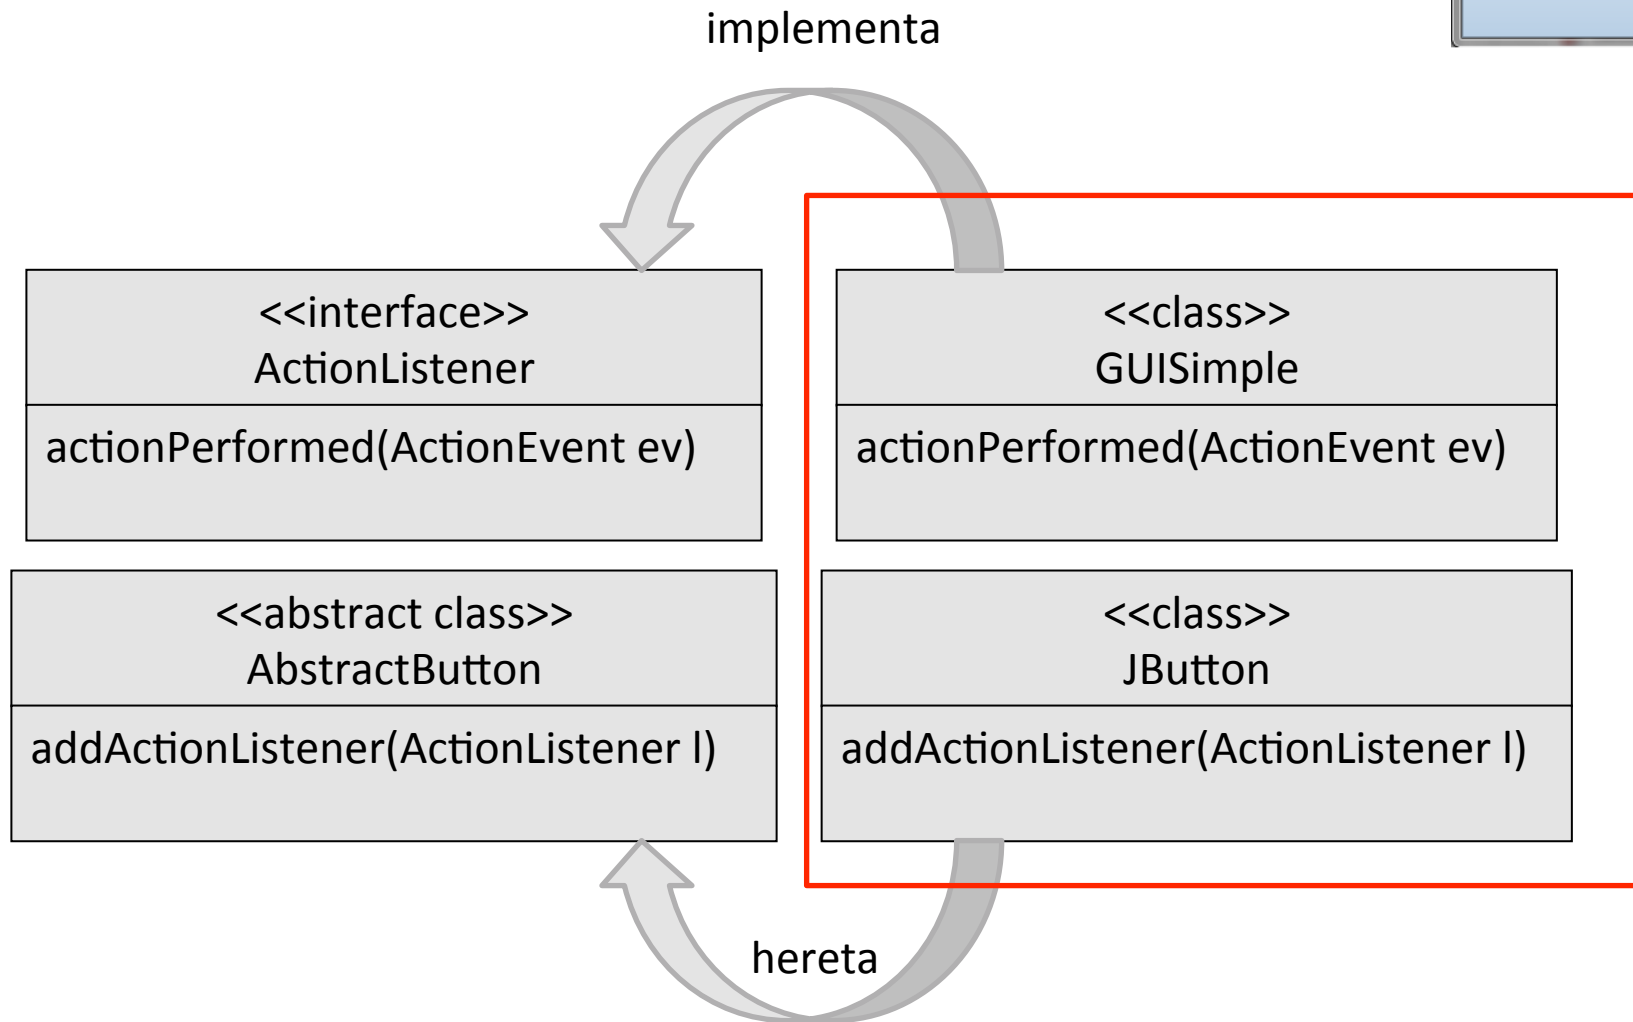 implementa
<<interface>>
ActionListener
actionPerformed(ActionEvent ev)
<<class>>
GUISimple
actionPerformed(ActionEvent ev)
<<abstract class>>
AbstractButton
addActionListener(ActionListener l)
<<class>>
JButton
addActionListener(ActionListener l)
hereta